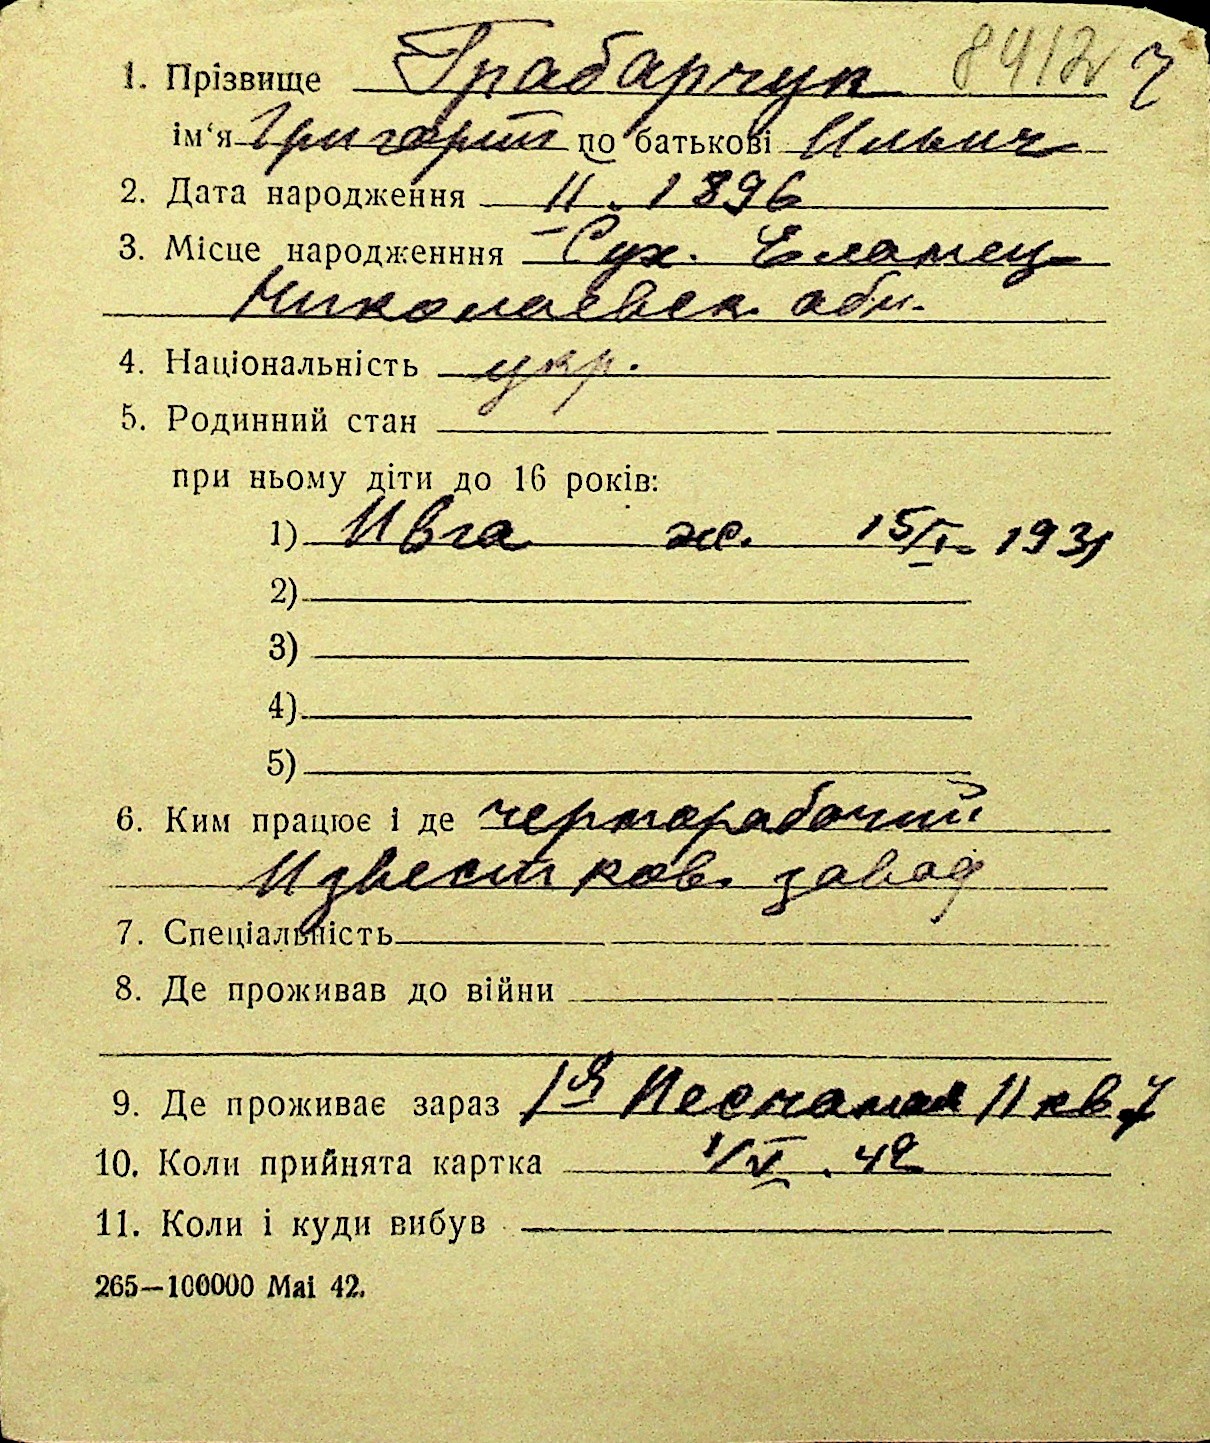 1. Прізвище Грабарчук 8412 ч
ім‘я Григорий по батькові Ильич
2. Дата народження 11. 1896
3. Місце народженння Сух. Еланец
Николаевск. обл.
4. Національність укр.
5. Родинний стан
при ньому діти до 16 років:
1) Ивга ж. 15/I. 1931
2)
3)
4)
5)
6. Ким працює і де чернорабочий
Известков. завод
7. Спеціальність
8. Де проживав до війни
9. Де проживає зараз 1я Песчаная 11 кв 7
10. Коли прийнята картка 1/V. 42
11. Коли і куди вибув
265—100000 Mai 42.